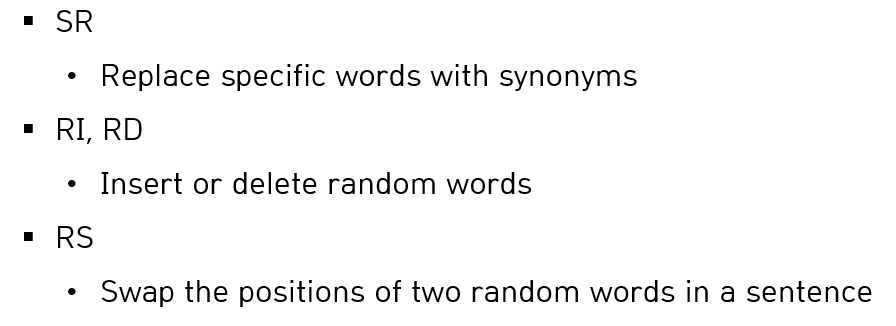 ▪ SR
• Replace specific words with synonyms
▪ RI, RD
• Insert or delete random words
▪ RS
• Swap the positions of two random words in a sentence